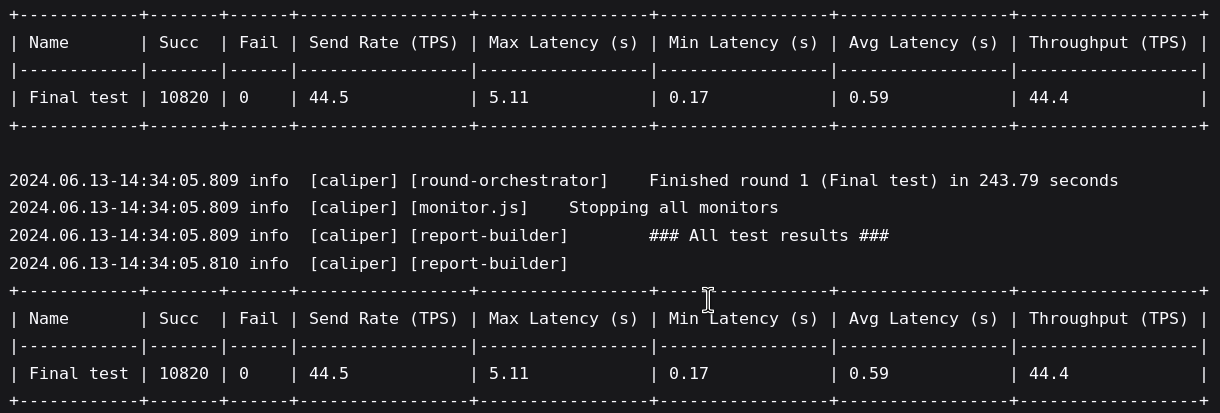 +------------+-------+------+-----------------+-----------------+-----------------+-----------------+------------------+
| Name       | Succ  | Fail | Send Rate (TPS) | Max Latency (s) | Min Latency (s) | Avg Latency (s) | Throughput (TPS) |
|------------|-------|------|-----------------|-----------------|-----------------|-----------------|------------------|
| Final test | 10820 | 0    | 44.5            | 5.11            | 0.17            | 0.59            | 44.4             |
+------------+-------+------+-----------------+-----------------+-----------------+-----------------+------------------+
2024.06.13-14:34:05.809 info  [caliper] [round-orchestrator]    Finished round 1 (Final test) in 243.79 seconds
2024.06.13-14:34:05.809 info  [caliper] [monitor.js]    Stopping all monitors
2024.06.13-14:34:05.809 info  [caliper] [report-builder]        ### All test results ###
2024.06.13-14:34:05.810 info  [caliper] [report-builder]
+------------+-------+------+-----------------+-----------------+-----------------+-----------------+------------------+
| Name       | Succ  | Fail | Send Rate (TPS) | Max Latency (s) | Min Latency (s) | Avg Latency (s) | Throughput (TPS) |
|------------|-------|------|-----------------|-----------------|-----------------|-----------------|------------------|
| Final test | 10820 | 0    | 44.5            | 5.11            | 0.17            | 0.59            | 44.4             |
+------------+-------+------+-----------------+-----------------+-----------------+-----------------+------------------+